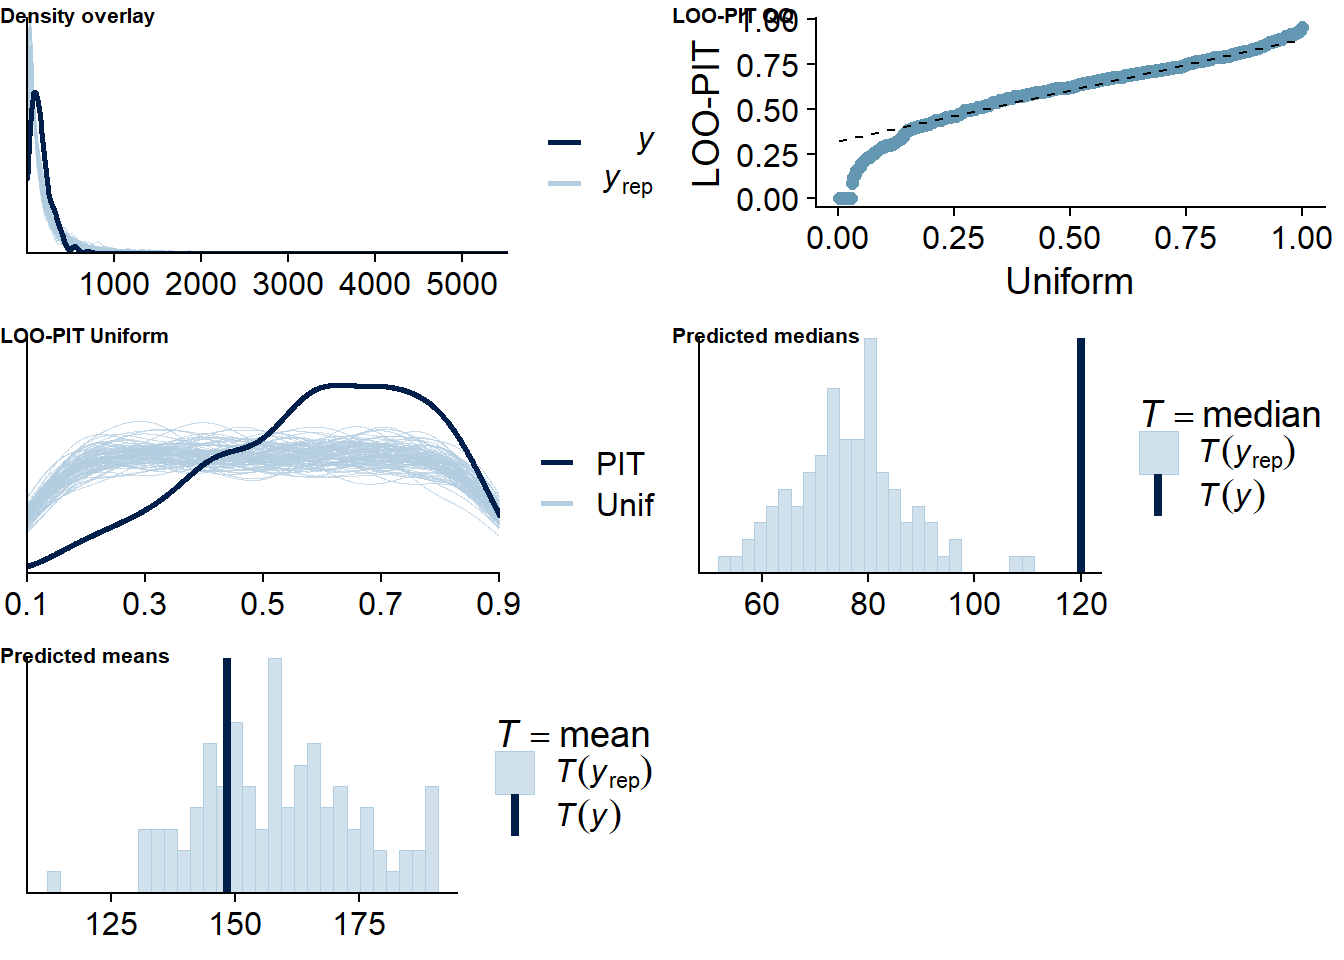 Density overlay
y
yrep
1000 2000 3000 4000 5000
LOO-PIT QQ
LOO-PIT
1.00
0.75
0.50
0.25
0.00
0.00 0.25 0.50 0.75 1.00
Uniform
LOO-PIT Uniform
PIT
Unif
0.1 0.3 0.5 0.7 0.9
Predicted medians
T = median
T(yrep)
T(y)
60 80 100 120
Predicted means
T = mean
T(yrep)
T(y)
125 150 175